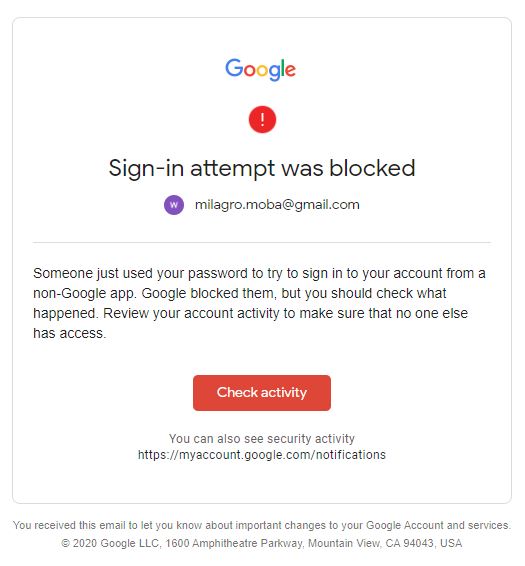 Google
!
Sign-in attempt was blocked
W milagro.moba@gmail.com
Someone just used your password to try to sign in to your account from a
non-Google app. Google blocked them, but you should check what
happened. Review your account activity to make sure that no one else
has access.
Check activity
You can also see security activity
https://myaccount.google.com/notifications
You received this email to let you know about important changes to your Google Account and services.
© 2020 Google LLC, 1600 Amphitheatre Parkway, Mountain View, CA 94043, USA